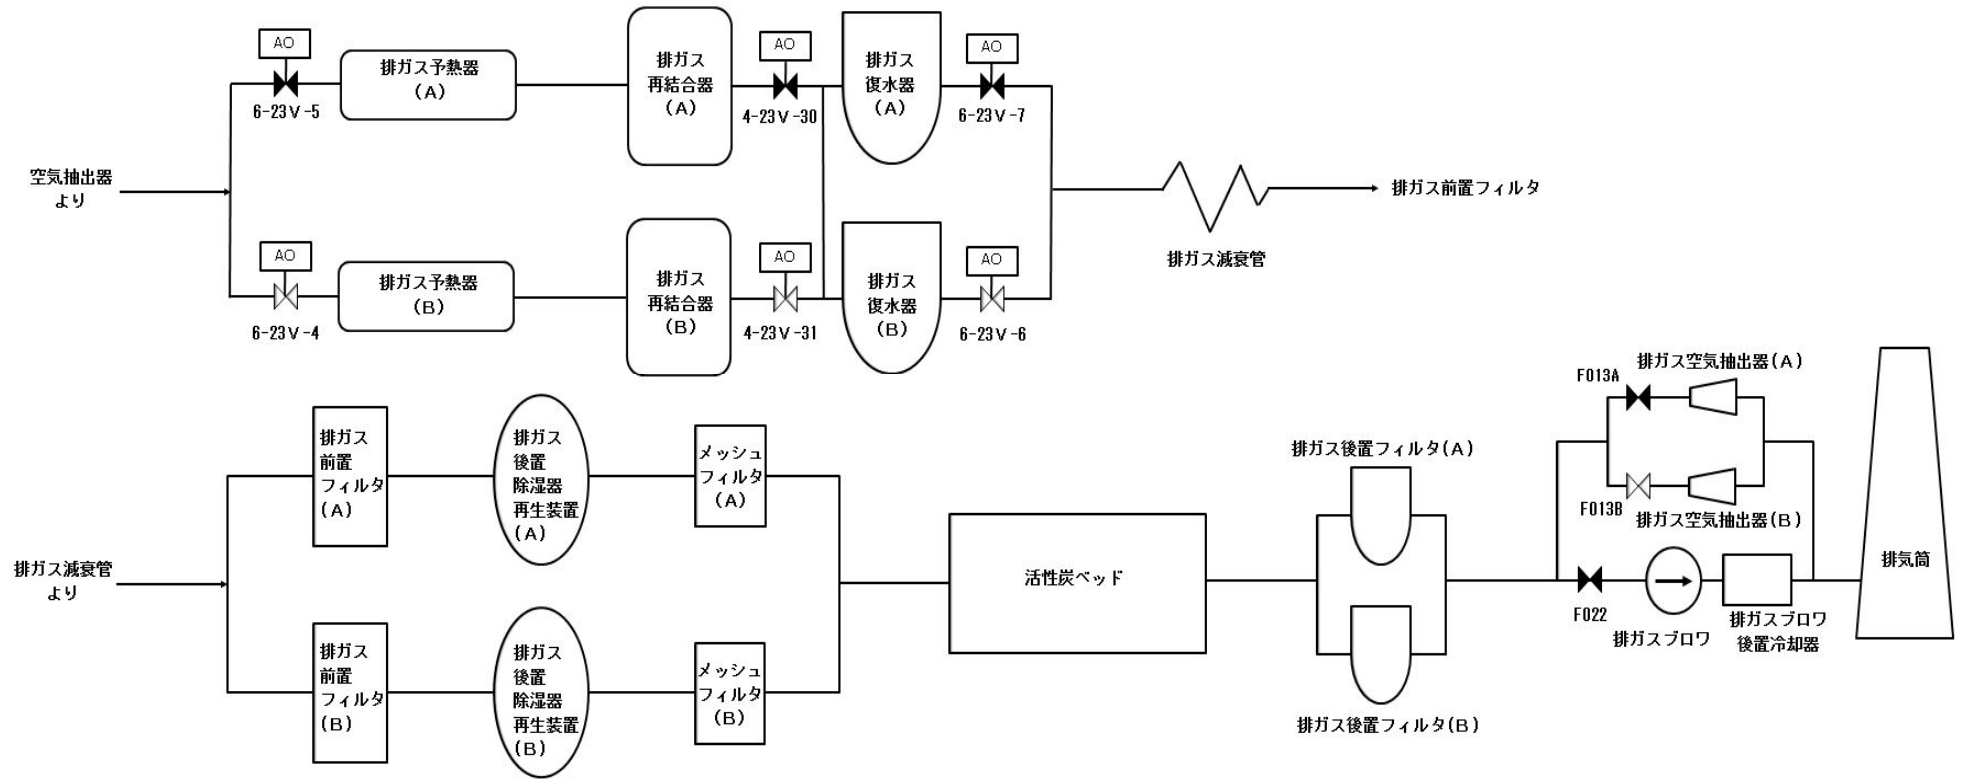 AO
6-23V-5
排ガス予熱器
(A)
排ガス
再結合器
(A)
AO
4-23V-30
排ガス
復水器
(A)
AO
6-23V-7
空気抽出器
より
排ガス減衰管
排ガス前置フィルタ
AO
6-23V-4
排ガス予熱器
(B)
排ガス
再結合器
(B)
AO
4-23V-31
排ガス
復水器
(B)
AO
6-23V-6
排ガス減衰管
より
排ガス
前置
フィルタ
(A)
排ガス
後置
除湿器
再生装置
(A)
メッシュ
フィルタ
(A)
排ガス
前置
フィルタ
(B)
排ガス
後置
除湿器
再生装置
(B)
メッシュ
フィルタ
(B)
活性炭ベッド
排ガス後置フィルタ(A)
排ガス後置フィルタ(B)
F013A
排ガス空気抽出器(A)
F013B
排ガス空気抽出器(B)
F022
排ガスブロワ
排ガスブロワ
後置冷却器
排気筒